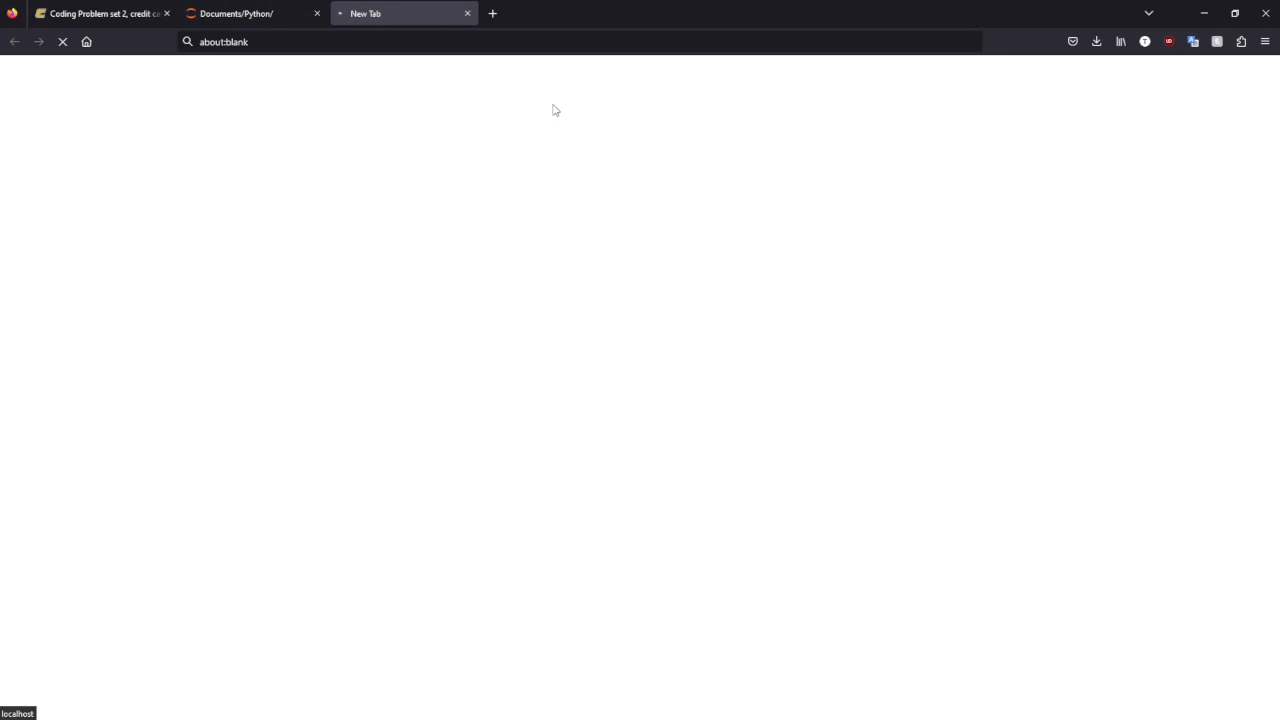 Coding Problem set 2, credit ca
Documents/Python/
New Tab
about:blank
localhost